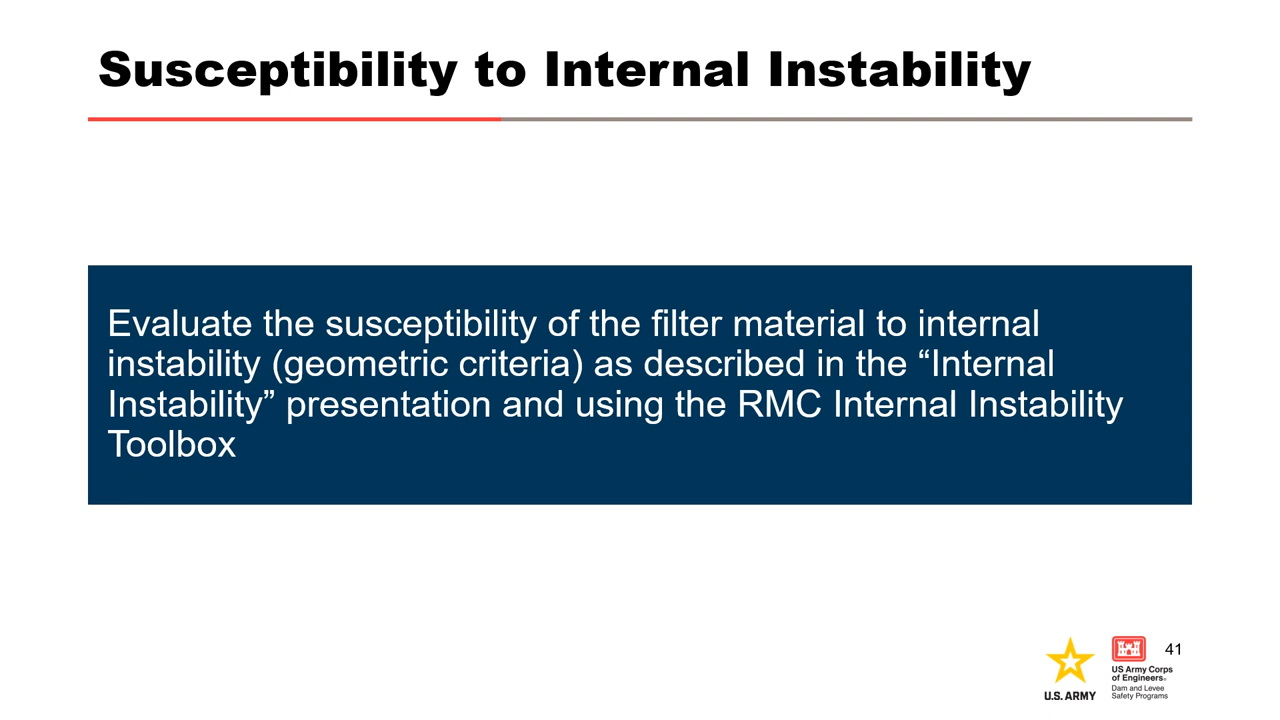 Susceptibility to Internal Instability
Evaluate the susceptibility of the filter material to internal
instability (geometric criteria) as described in the “Internal
Instability” presentation and using the RMC Internal Instability
Toolbox
41
U.S. ARMY
US Army Corps
of Engineers®
Dam and Levee
Safety Programs